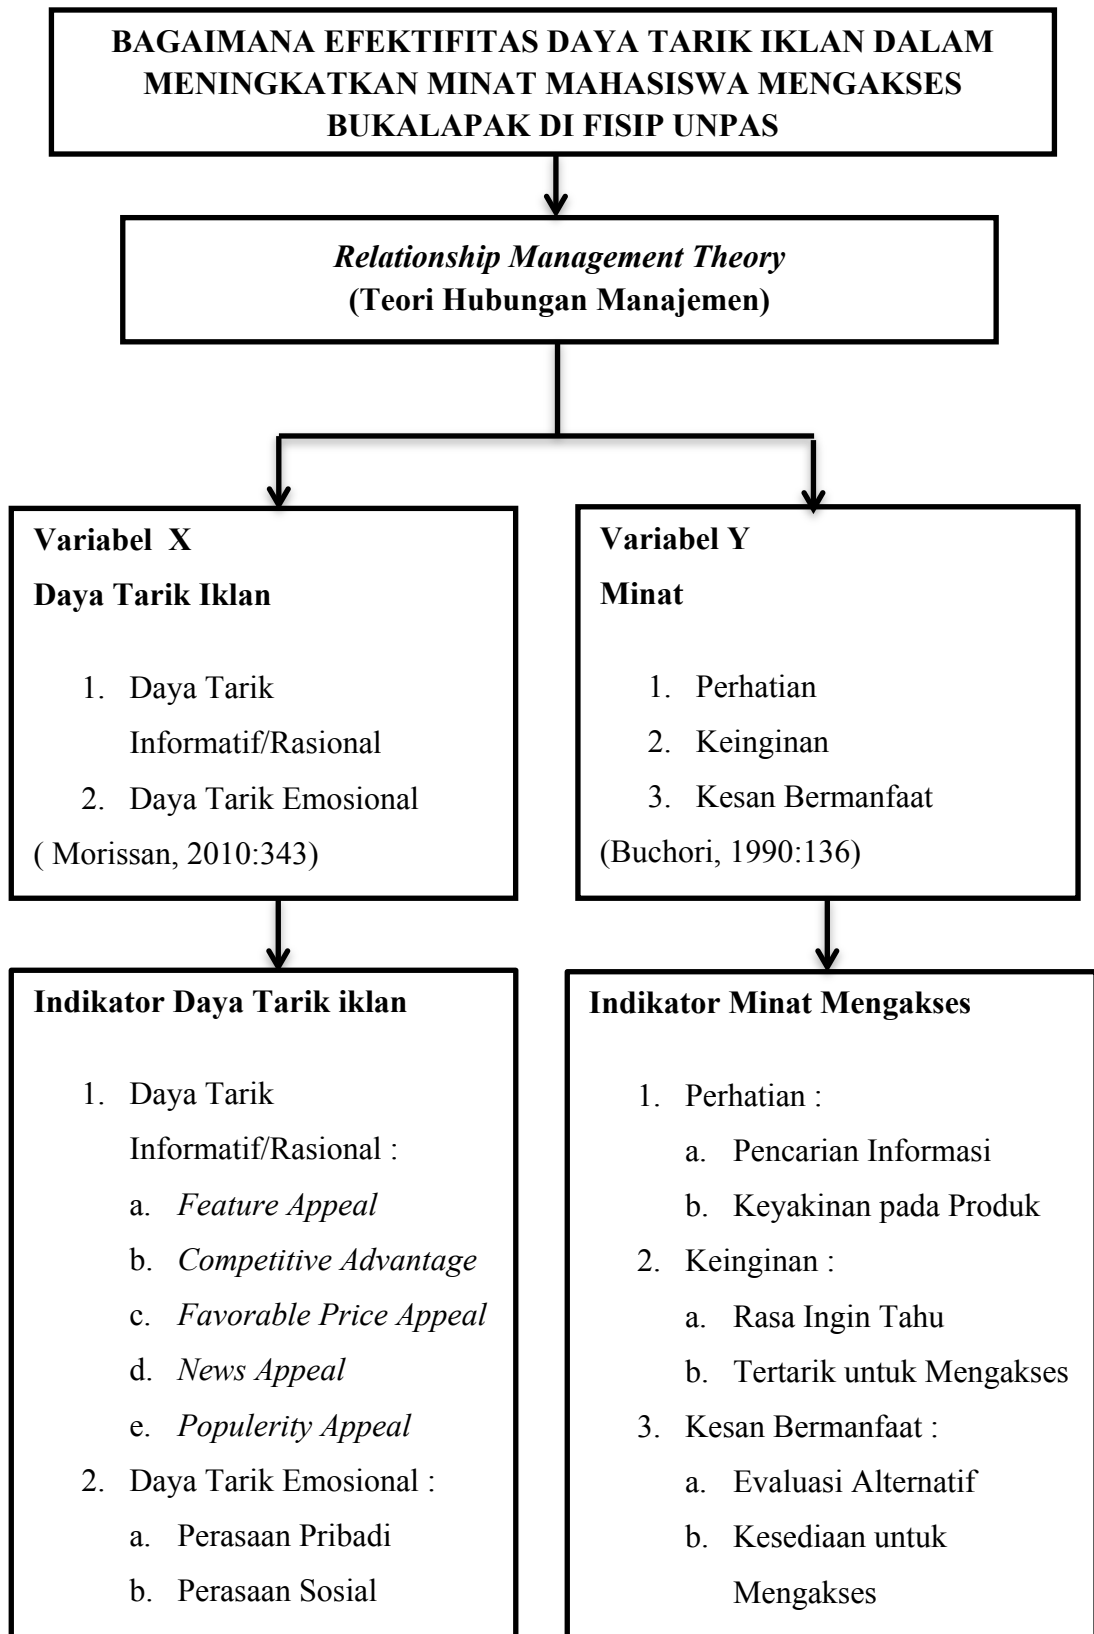 BAGAIMANA EFEKTIFITAS DAYA TARIK IKLAN DALAM
MENINGKATKAN MINAT MAHASISWA MENGAKSES
BUKALAPAK DI FISIP UNPAS
Relationship Management Theory
(Teori Hubungan Manajemen)
Variabel X
Daya Tarik Iklan
1. Daya Tarik
Informatif/Rasional
2. Daya Tarik Emosional
( Morissan, 2010:343)
Variabel Y
Minat
1. Perhatian
2. Keinginan
3. Kesan Bermanfaat
(Buchori, 1990:136)
Indikator Daya Tarik iklan
1. Daya Tarik
Informatif/Rasional :
a. Feature Appeal
b. Competitive Advantage
c. Favorable Price Appeal
d. News Appeal
e. Populerity Appeal
2. Daya Tarik Emosional :
a. Perasaan Pribadi
b. Perasaan Sosial
Indikator Minat Mengakses
1. Perhatian :
a. Pencarian Informasi
b. Keyakinan pada Produk
2. Keinginan :
a. Rasa Ingin Tahu
b. Tertarik untuk Mengakses
3. Kesan Bermanfaat :
a. Evaluasi Alternatif
b. Kesediaan untuk
Mengakses